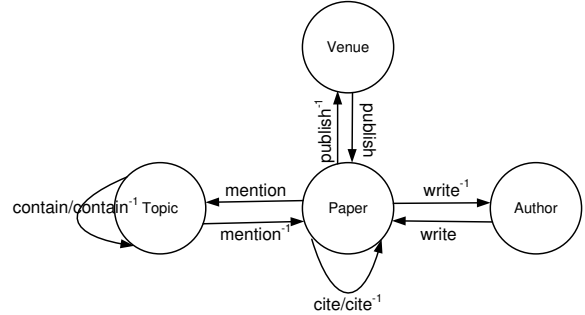 Venue
publish⁻¹
publish
contain/contain⁻¹
Topic
mention
mention⁻¹
Paper
write⁻¹
write
Author
cite/cite⁻¹